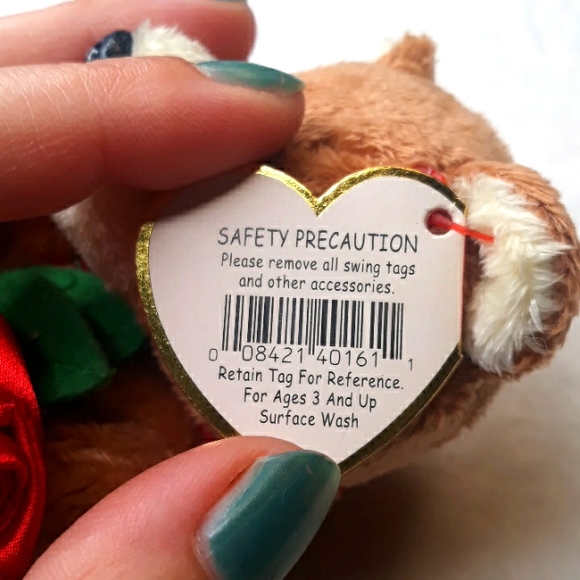 SAFETY PRECAUTION
Please remove all swing tags
and other accessories.
0 08421 40161 1
Retain Tag For Reference.
For Ages 3 And Up
Surface Wash